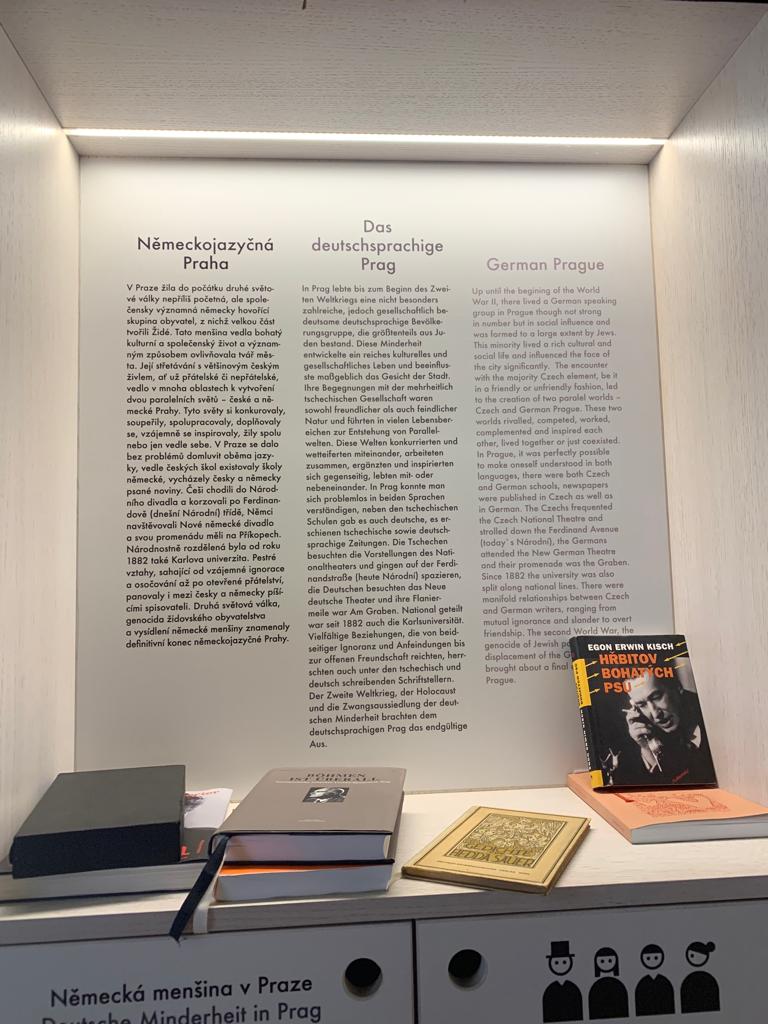 Německojazyčná
Praha
V Praze žila do počátku druhé světo-
vé války nepříliš početná, ale spole-
čensky významná německy hovořící
skupina obyvatel, z nichž velkou část
tvořili Židé. Tato menšina vedla bohatý
kulturní a společenský život a význam-
ným způsobem ovlivňovala tvář měs-
ta. Její střetávání s většinovým českým
živlem, ať už přátelské či nepřátelské,
vedlo v mnoha oblastech k vytvoření
dvou paralelních světů – české a ně-
mecké Prahy. Tyto světy si konkurovaly,
soupeřily, spolupracovaly, doplňovaly
se, vzájemně se inspirovaly, žily spolu
nebo jen vedle sebe. V Praze se dalo
bez problémů domluvit oběma jazy-
ky, vedle českých škol existovaly školy
německé, vycházely česky a německy
psané noviny. Češi chodili do Národ-
ního divadla a korzovali po Ferdinan-
dově (dnešní Národní) třídě, Němci
navštěvovali Nové německé divadlo
a svou promenádu měli na Příkopech.
Národnostně rozdělená byla od roku
1882 také Karlova univerzita. Pestré
vztahy, sahající od vzájemné ignorace
a osočování až po otevřené přátelství,
panovaly i mezi česky a německy píší-
cími spisovateli. Druhá světová válka,
genocida židovského obyvatelstva
a vysídlení německé menšiny znamenaly
definitivní konec německojazyčné Prahy.
Das
deutschsprachige
Prag
In Prag lebte bis zum Beginn des Zwei-
ten Weltkriegs eine nicht besonders
zahlreiche, jedoch gesellschaftlich be-
deutsame deutschsprachige Bevölke-
rungsgruppe, die größtenteils aus Ju-
den bestand. Diese Minderheit
entwickelte ein reiches kulturelles und
gesellschaftliches Leben und beeinflus-
ste maßgeblich das Gesicht der Stadt.
Ihre Begegnungen mit der mehrheitlich
tschechischen Gesellschaft waren
sowohl freundlicher als auch feindlicher
Natur und führten in vielen Lebensber-
eichen zur Entstehung von Parallel-
welten. Diese Welten konkurrierten und
wetteiferten miteinander, arbeiteten
zusammen, ergänzten und inspirierten
sich gegenseitig, lebten mit- oder
nebeneinander. In Prag konnte man
sich problemlos in beiden Sprachen
verständigen, neben den tschechischen
Schulen gab es auch deutsche, es er-
schienen tschechische sowie deutsch-
sprachige Zeitungen. Die Tschechen
besuchten die Vorstellungen des Nati-
onaltheaters und gingen auf der Ferdi-
nandstraße (heute Národní) spazieren,
die Deutschen besuchten das Neue
deutsche Theater und ihre Flanier-
meile war Am Graben. National geteilt
war seit 1882 auch die Karlsuniversität.
Vielfältige Beziehungen, die von beid-
seitiger Ignoranz und Anfeindungen bis
zur offenen Freundschaft reichten, herr-
schten auch unter den tschechisch und
deutsch schreibenden Schriftstellern.
Der Zweite Weltkrieg, der Holocaust
und die Zwangsaussiedlung der deut-
schen Minderheit brachten dem
deutschsprachigen Prag das endgültige
Aus.
German Prague
Up until the begining of the World
War II, there lived a German speaking
group in Prague though not strong
in number but in social influence and
was formed to a large extent by Jews.
This minority lived a rich cultural and
social life and influenced the face of
the city significantly. The encounter
with the majority Czech element, be it
in a friendly or unfriendly fashion, led
to the creation of two paralel worlds –
Czech and German Prague. These two
worlds rivalled, competed, worked,
complemented and inspired each
other, lived together or just coexisted.
In Prague, it was perfectly possible
to make oneself understood in both
languages, there were both Czech
and German schools, newspapers
were published in Czech as well as
in German. The Czechs frequented
the Czech National Theatre and
strolled down the Ferdinand Avenue
(today`s Národní), the Germans
attended the New German Theatre
and their promenade was the Graben.
Since 1882 the university was also
split along national lines. There were
manifold relationships between Czech
and German writers, ranging from
mutual ignorance and slander to overt
friendship. The second World War, the
genocide of Jewish
displacement of the
brought about a final
Prague.
EGON ERWIN KISCH
HŘBITOV
BOHATÝCH
PSŮ
BÖHMEN
IST ÜBERALL
GEDICHTE
HEDDA SAUER
Německá menšina v Praze
Deutsche Minderheit in Prag